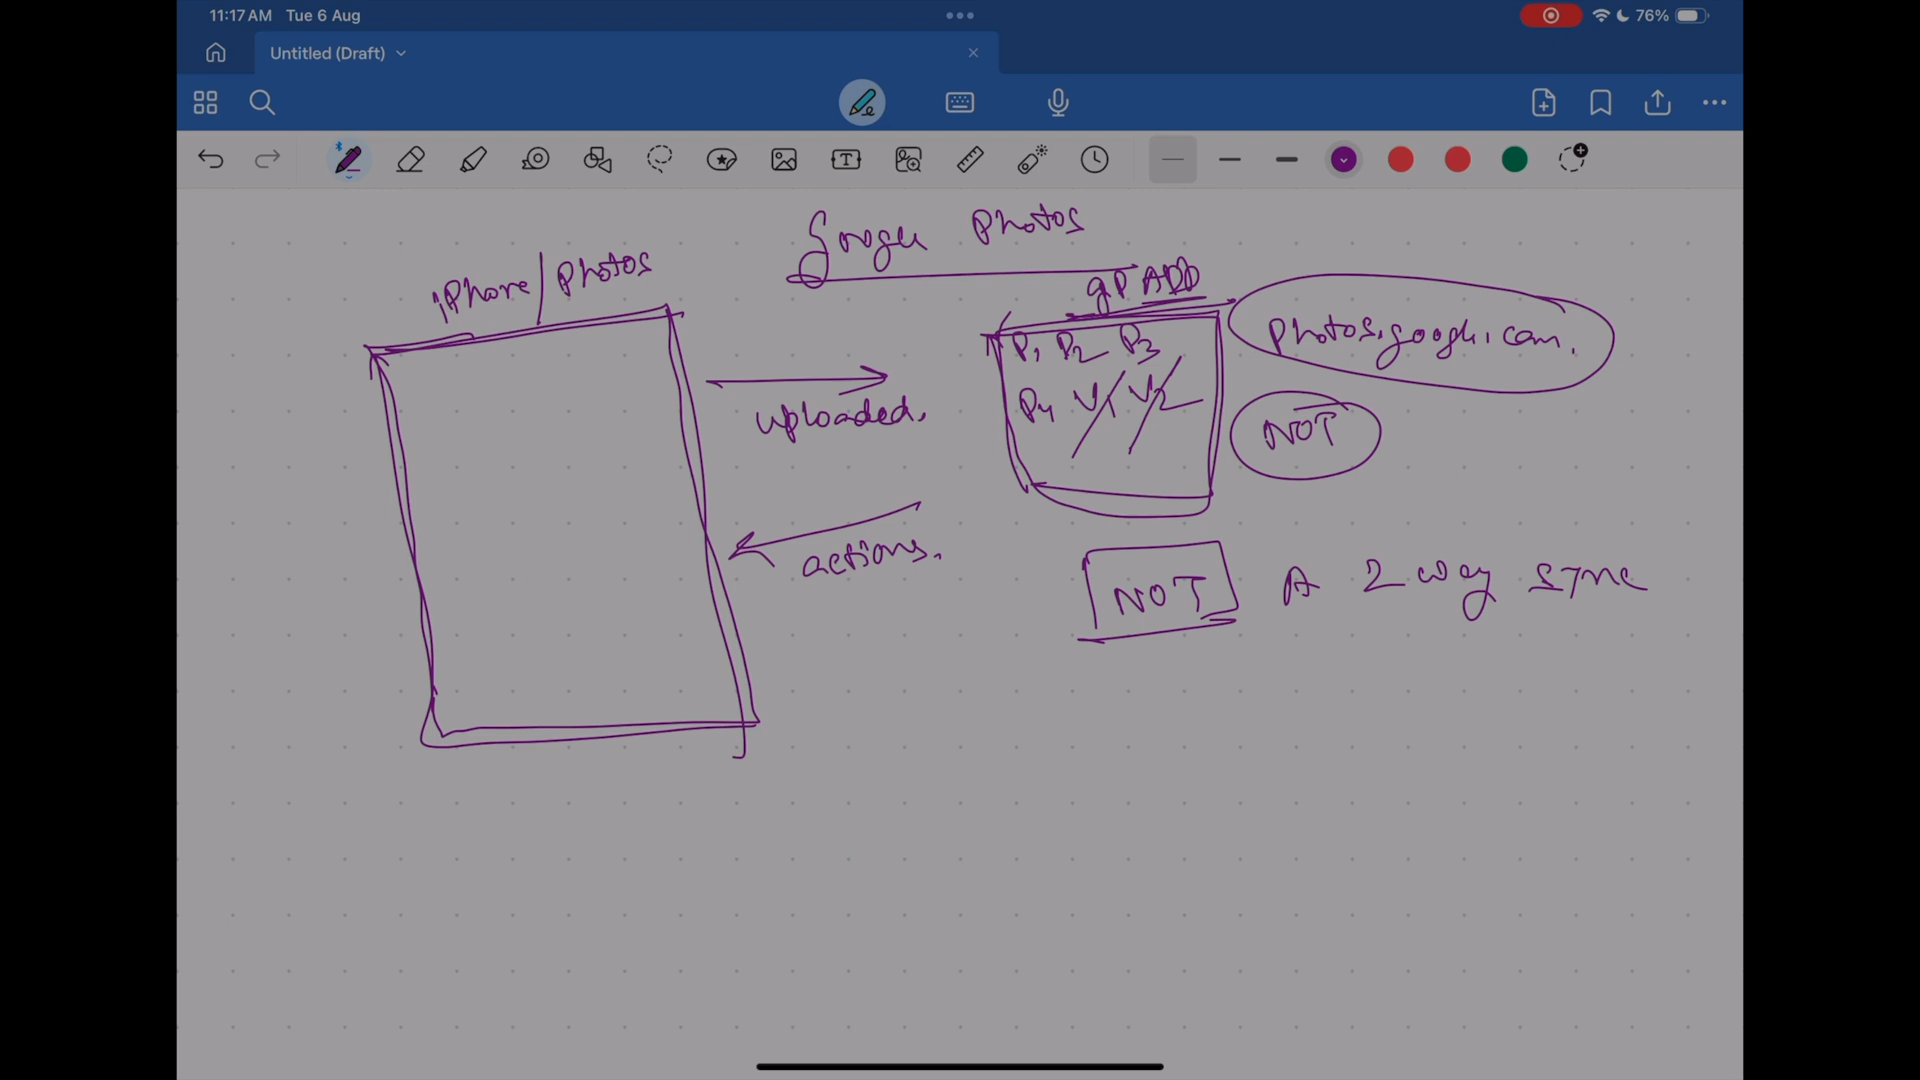 11:17 AM Tue 6 Aug
76%
Untitled (Draft)
Google Photos
iPhone/Photos
gP ADD
P1 P2 P3
P4 V1 V2
photos.google.com.
uploaded.
NOT
actions.
NOT A 2 way sync